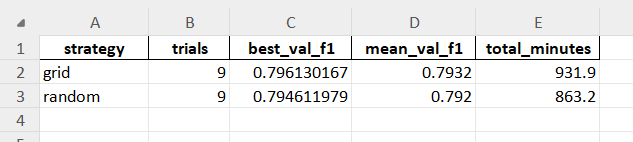 A B C D E
1 strategy trials best_val_f1 mean_val_f1 total_minutes
2 grid 9 0.796130167 0.7932 931.9
3 random 9 0.794611979 0.792 863.2
4